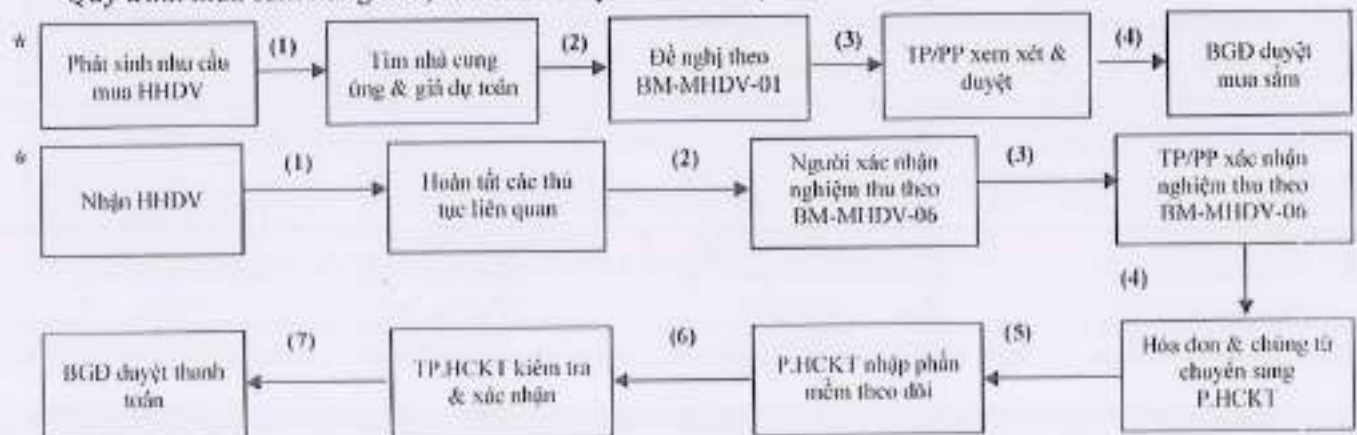 *
Phát sinh nhu cầu
mua HHDV
(1)
Tìm nhà cung
ứng & giá dự toán
(2)
Đề nghị theo
BM-MHDV-01
(3)
TP/PP xem xét &
duyệt
(4)
BGĐ duyệt
mua sắm
*
Nhận HHDV
(1)
Hoàn tất các thủ
tục liên quan
(2)
Người xác nhận
nghiệm thu theo
BM-MHDV-06
(3)
TP/PP xác nhận
nghiệm thu theo
BM-MHDV-06
(4)
Hóa đơn & chứng từ
chuyển sang
P.HCKT
(5)
P.HCKT nhập phần
mềm theo dõi
(6)
TP.HCKT kiểm tra
& xác nhận
(7)
BGĐ duyệt thanh
toán